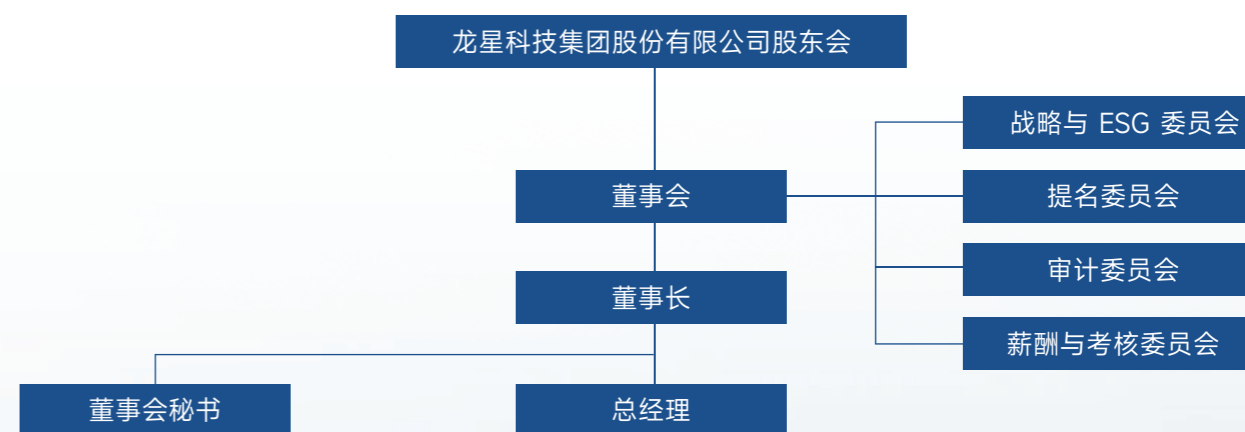 龙星科技集团股份有限公司股东会
战略与 ESG 委员会
董事会
提名委员会
审计委员会
董事长
薪酬与考核委员会
董事会秘书
总经理